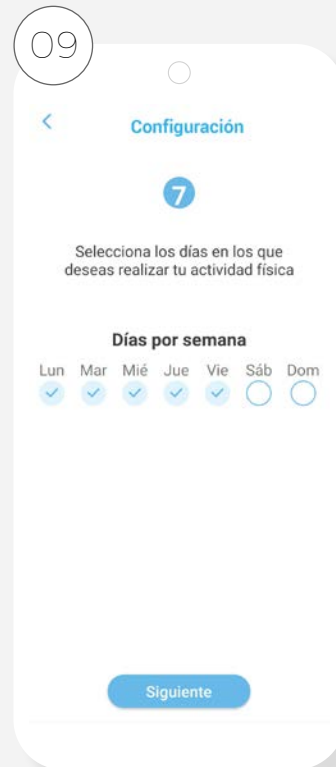 09
Configuración
7
Selecciona los días en los que
deseas realizar tu actividad física
Días por semana
Lun Mar Mié Jue Vie Sáb Dom
Siguiente